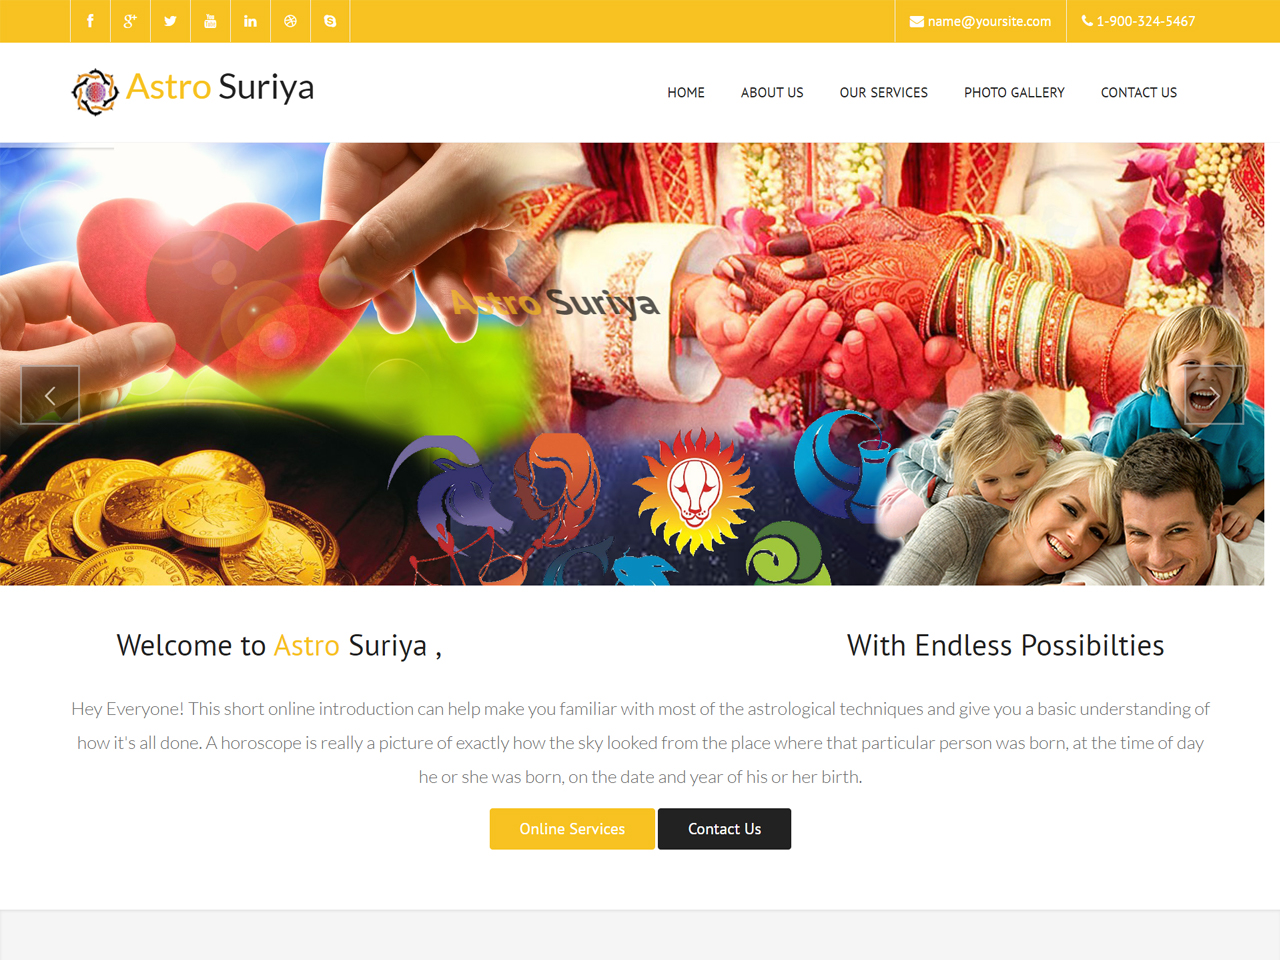 name@yoursite.com
1-900-324-5467
Astro Suriya
HOME
ABOUT US
OUR SERVICES
PHOTO GALLERY
CONTACT US
Astro Suriya
Welcome to Astro Suriya ,
With Endless Possibilties
Hey Everyone! This short online introduction can help make you familiar with most of the astrological techniques and give you a basic understanding of
how it's all done. A horoscope is really a picture of exactly how the sky looked from the place where that particular person was born, at the time of day
he or she was born, on the date and year of his or her birth.
Online Services
Contact Us